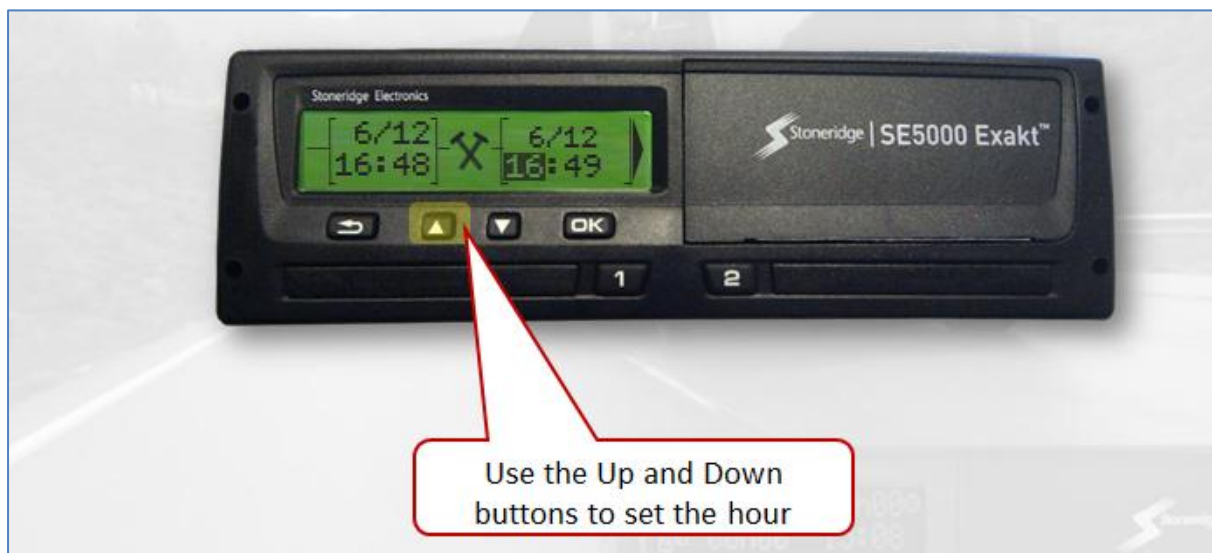 Stoneridge Electronics
6/12 6/12
16:48 16:49
Stoneridge | SE5000 Exakt™
OK
1 2
Use the Up and Down
buttons to set the hour